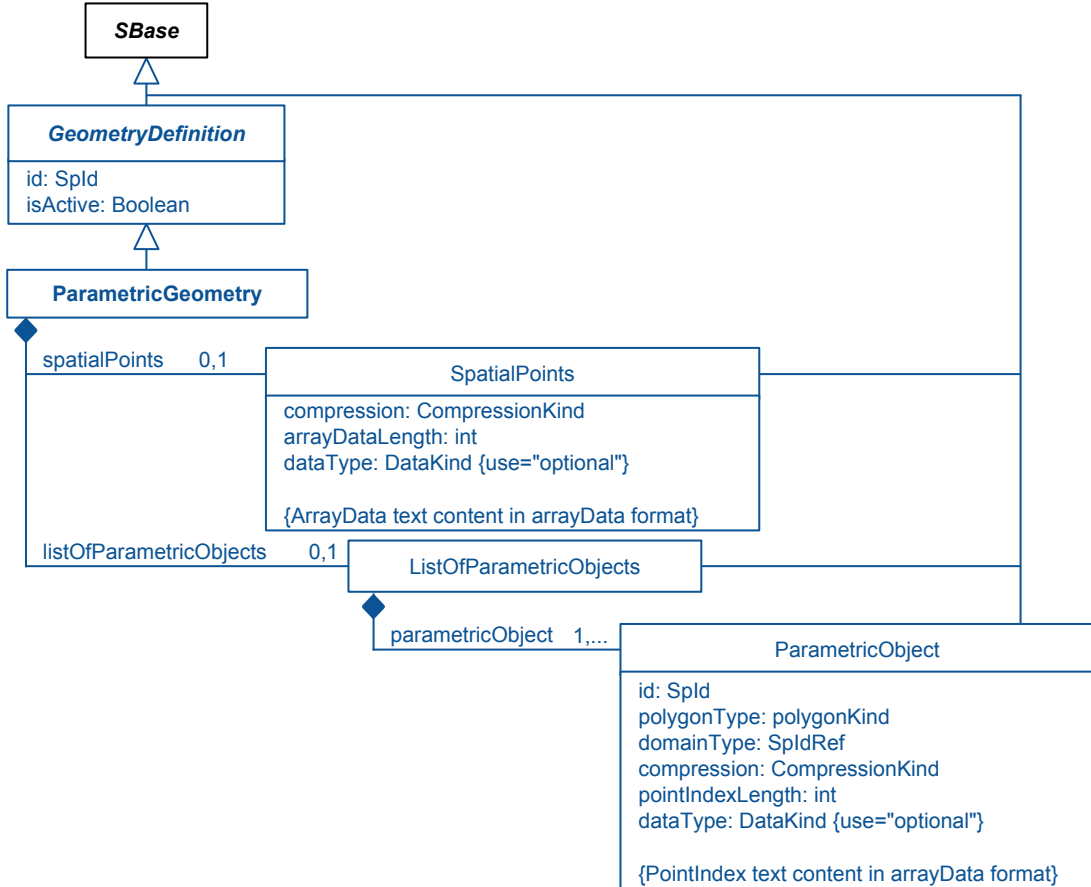 SBase
GeometryDefinition
id: SpId
isActive: Boolean
ParametricGeometry
spatialPoints 0,1
SpatialPoints
compression: CompressionKind
arrayDataLength: int
dataType: DataKind {use="optional"}
{ArrayData text content in arrayData format}
listOfParametricObjects 0,1
ListOfParametricObjects
parametricObject 1,...
ParametricObject
id: SpId
polygonType: polygonKind
domainType: SpIdRef
compression: CompressionKind
pointIndexLength: int
dataType: DataKind {use="optional"}
{PointIndex text content in arrayData format}